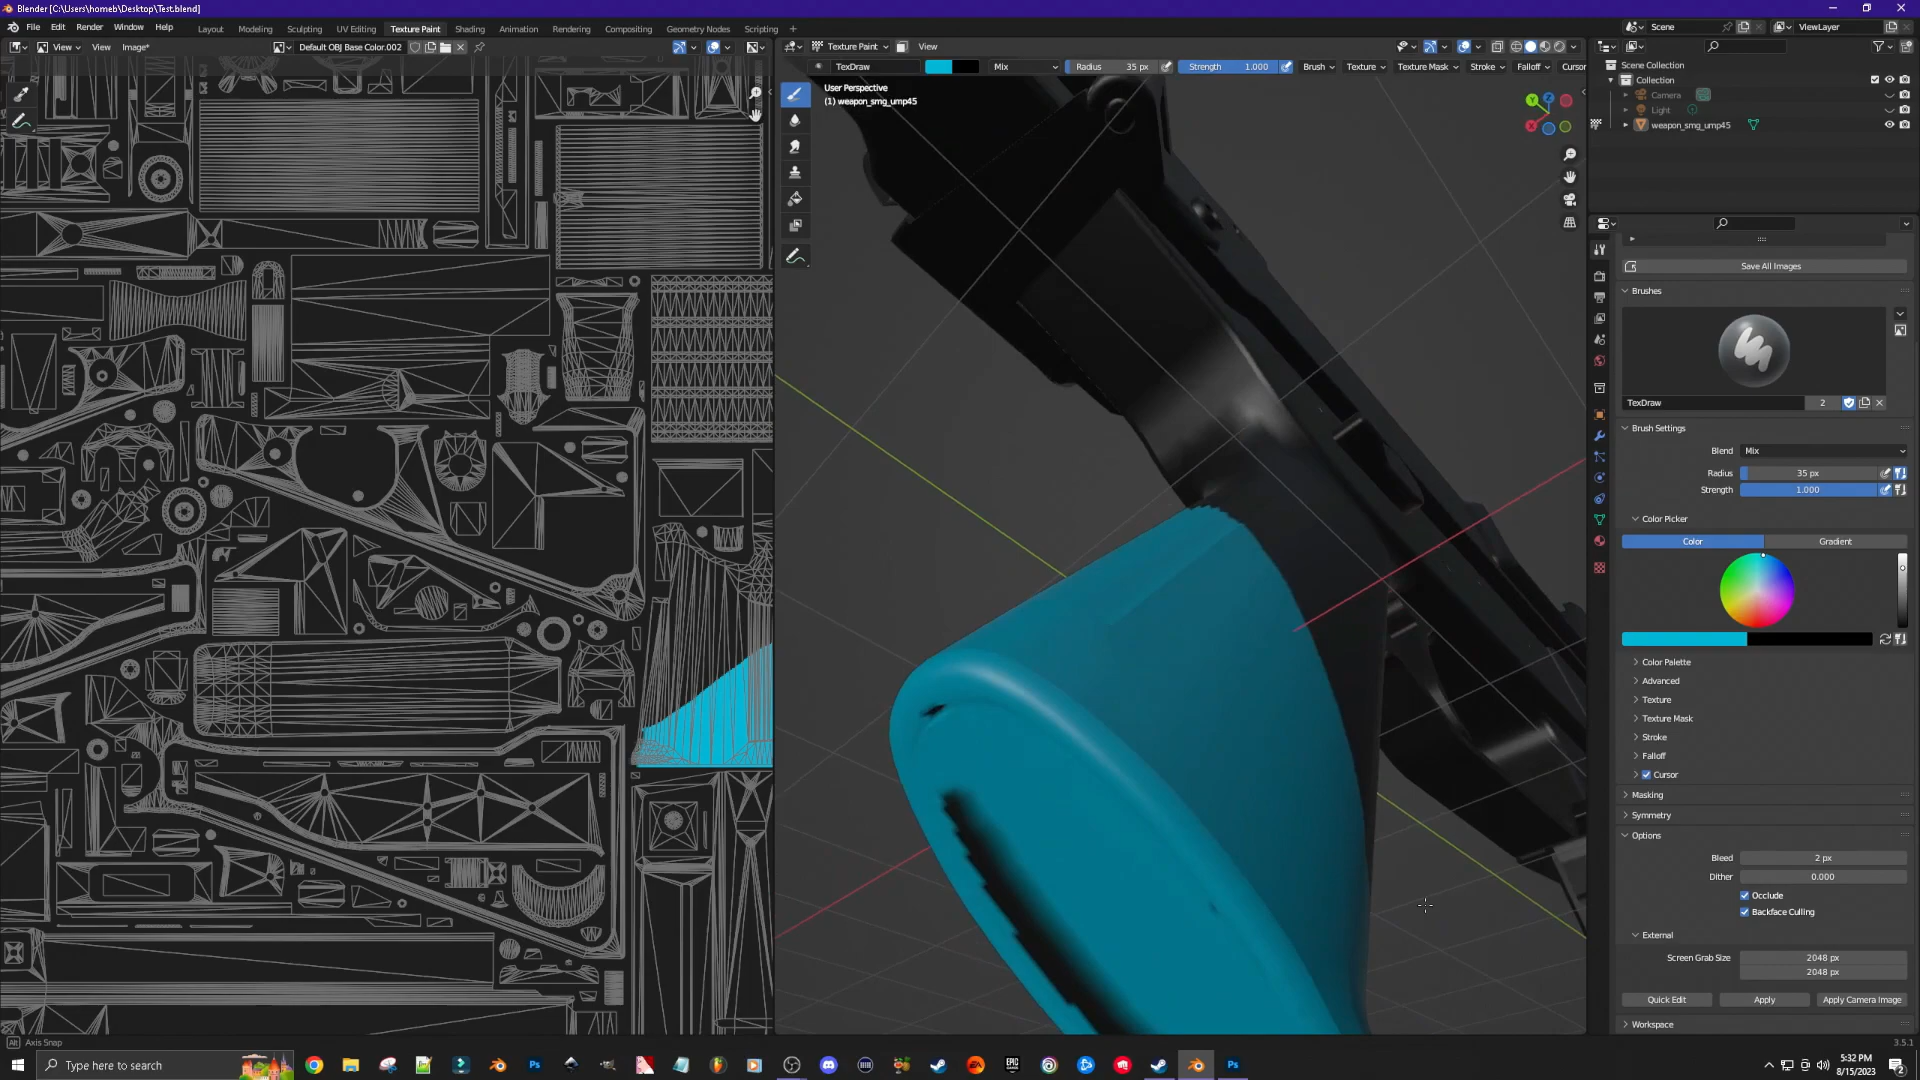 Blender [C:\Users\homeb\Desktop\Test.blend]
File Edit Render Window Help
Layout Modeling Sculpting UV Editing Texture Paint Shading Animation Rendering Compositing Geometry Nodes Scripting +
Scene
ViewLayer
View View Image*
Default OBJ Base Color.002
Texture Paint View
TexDraw Mix Radius 35 px Strength 1.000 Brush Texture Texture Mask Stroke Falloff Cursor
User Perspective
(1) weapon_smg_ump45
Scene Collection
Collection
Camera
Light
weapon_smg_ump45
Save All Images
Brushes
TexDraw 2
Brush Settings
Blend Mix
Radius 35 px
Strength 1.000
Color Picker
Color Gradient
Color Palette
Advanced
Texture
Texture Mask
Stroke
Falloff
Cursor
Masking
Symmetry
Options
Bleed 2 px
Dither 0.000
Occlude
Backface Culling
External
Screen Grab Size 2048 px
2048 px
Quick Edit Apply Apply Camera Image
Workspace
Alt Axis Snap
3.5.1
Type here to search
5:32 PM
8/15/2023